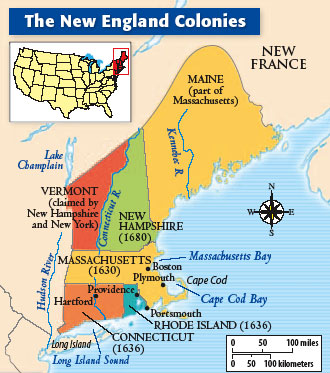 The New England Colonies
NEW
FRANCE
MAINE
(part of
Massachusetts)
Kennebec R.
Lake
Champlain
VERMONT
(claimed by
New Hampshire
and New York)
Connecticut R.
NEW
HAMPSHIRE
(1680)
N
W
E
S
Hudson River
MASSACHUSETTS
(1630)
Boston
Massachusetts Bay
Plymouth
Cape Cod
Providence
Cape Cod Bay
Hartford
Portsmouth
RHODE ISLAND (1636)
CONNECTICUT
(1636)
Long Island
Long Island Sound
0 50 100 miles
0 50 100 kilometers